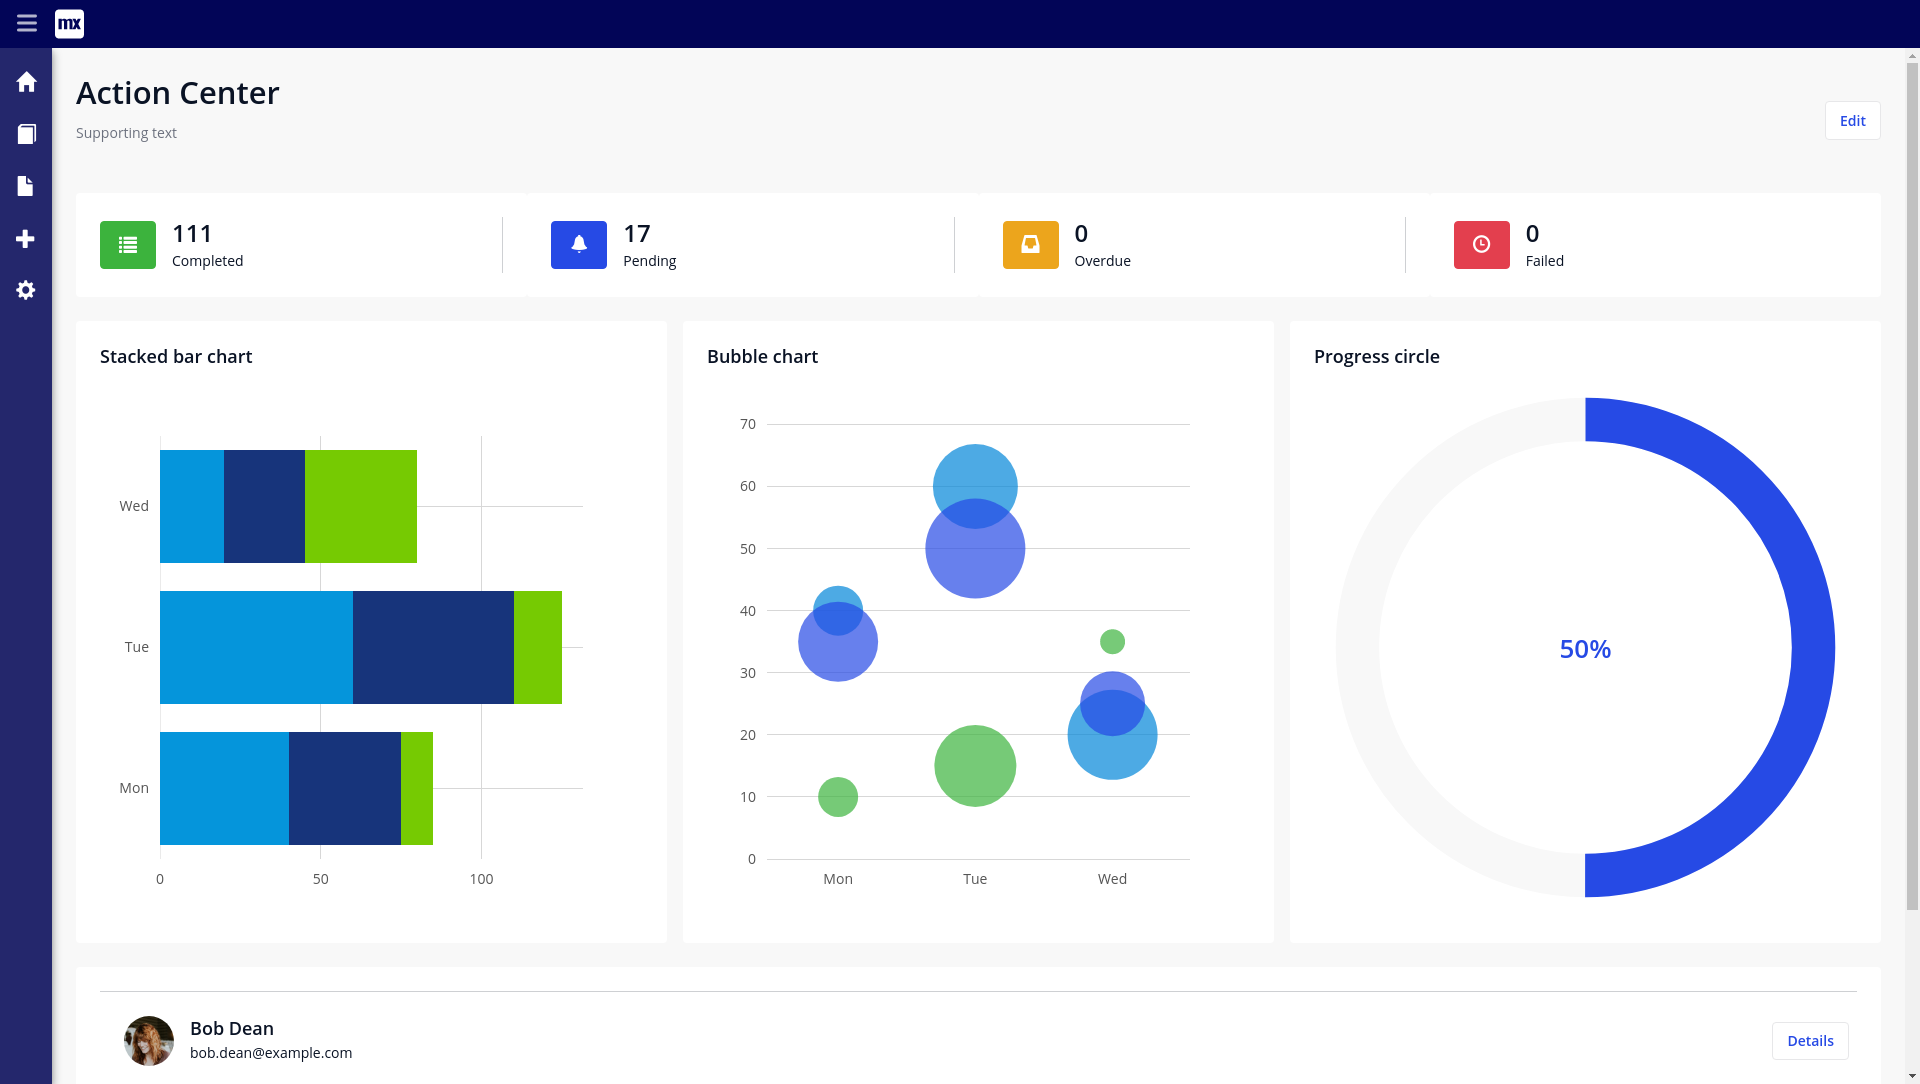 mx
Action Center
Supporting text
Edit
111
Completed
17
Pending
0
Overdue
0
Failed
Stacked bar chart
Wed
Tue
Mon
0 50 100
Bubble chart
70
60
50
40
30
20
10
0
Mon Tue Wed
Progress circle
50%
Bob Dean
bob.dean@example.com
Details